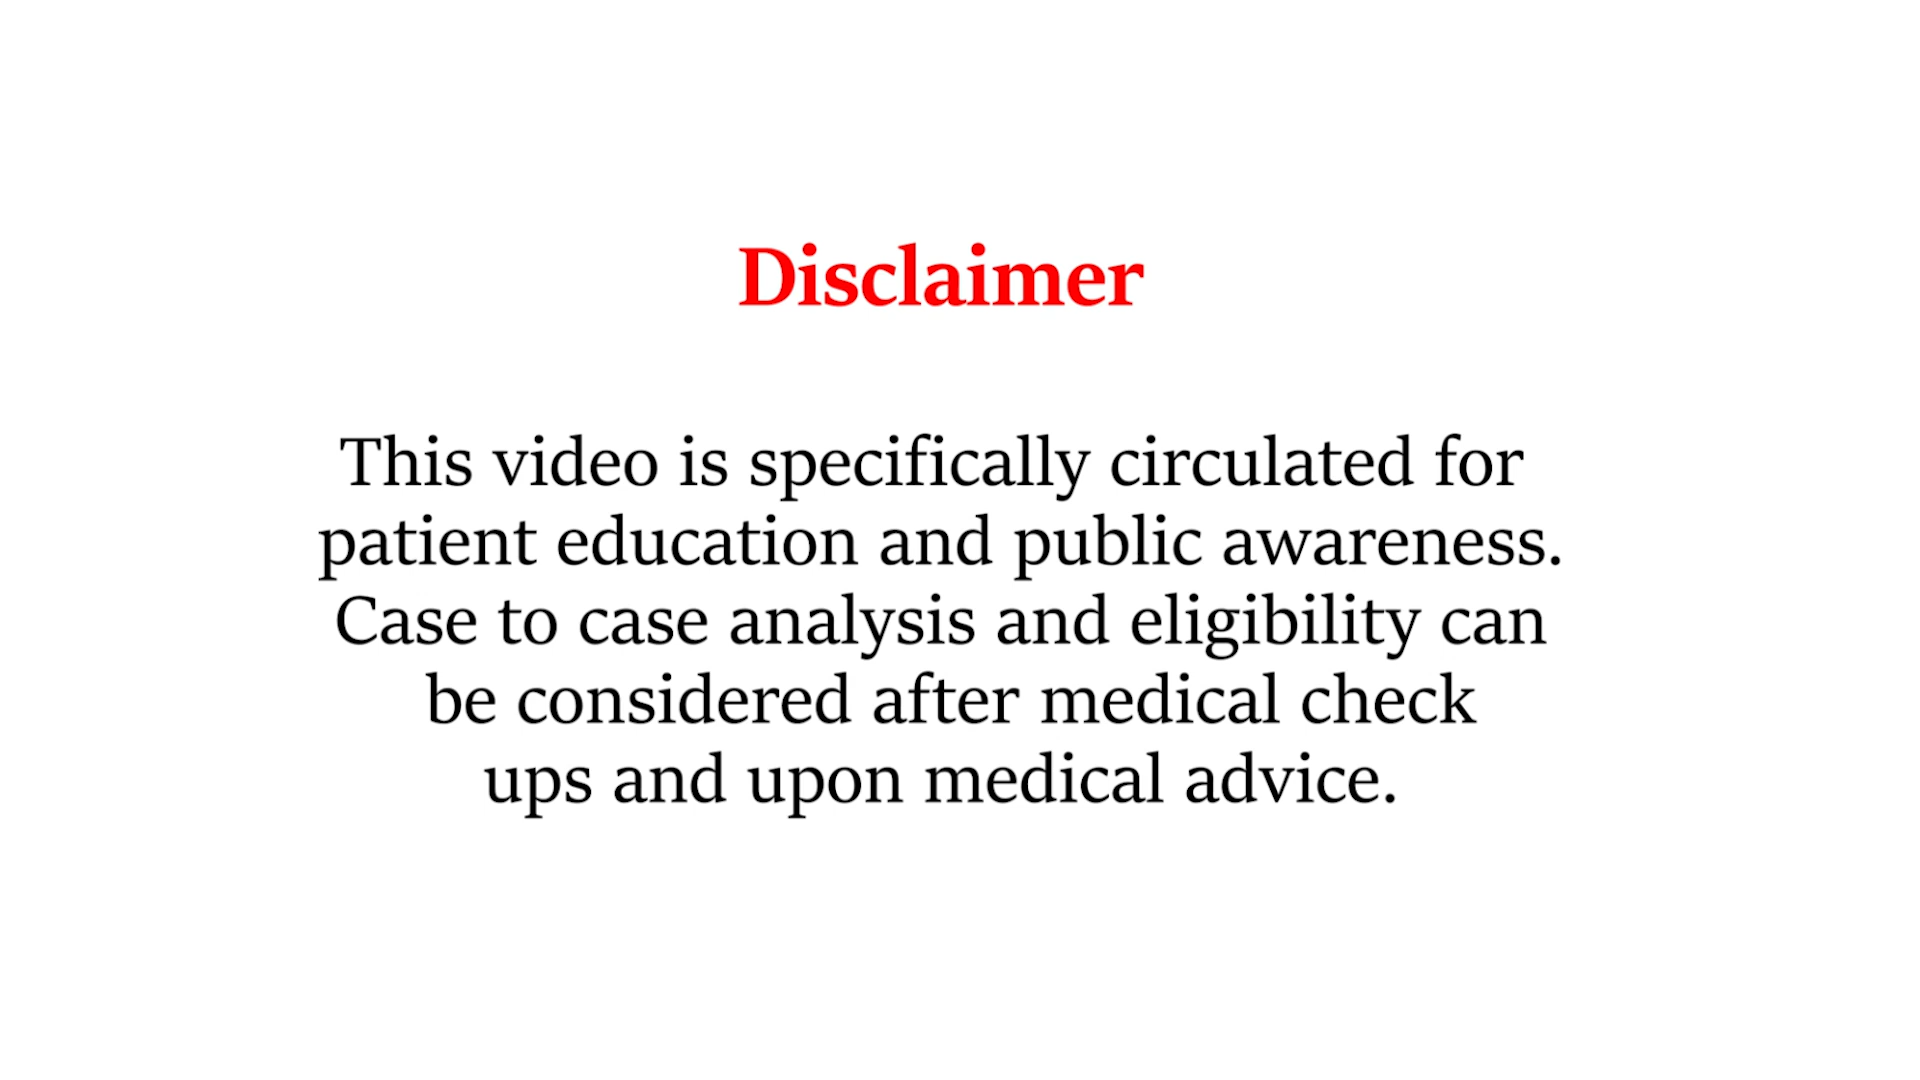 Disclaimer
This video is specifically circulated for
patient education and public awareness.
Case to case analysis and eligibility can
be considered after medical check
ups and upon medical advice.